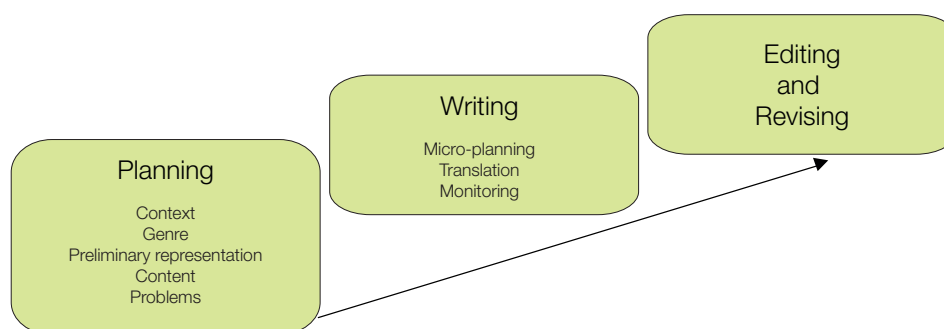 Planning
Context
Genre
Preliminary representation
Content
Problems
Writing
Micro-planning
Translation
Monitoring
Editing
and
Revising